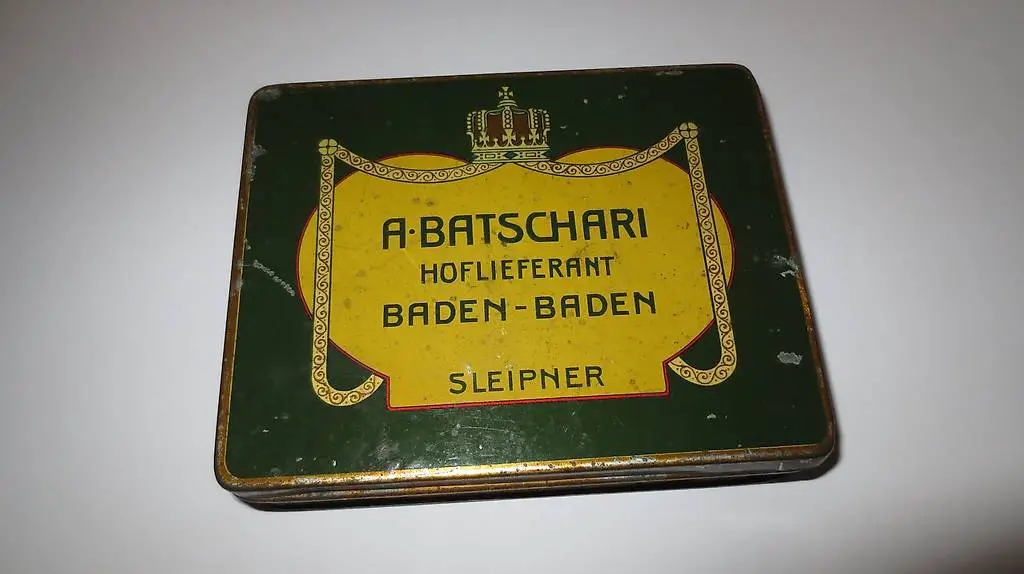 A·BATSCHARI
HOFLIEFERANT
BADEN-BADEN
SLEIPNER